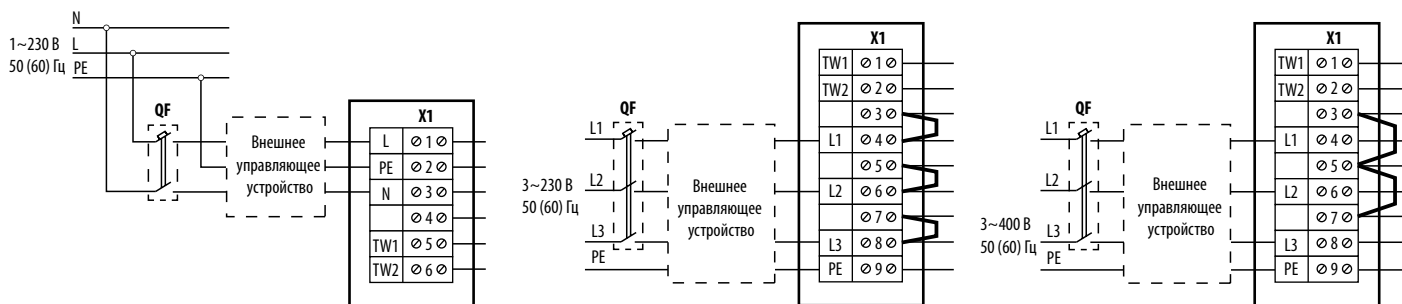 N
1~230 В
50 (60) Гц
L
PE
QF
Внешнее
управляющее
устройство
X1
L 1
PE 2
N 3
4
TW1 5
TW2 6
3~230 В
50 (60) Гц
L1
L2
L3
PE
QF
Внешнее
управляющее
устройство
X1
TW1 1
TW2 2
3
L1 4
5
L2 6
7
L3 8
PE 9
3~400 В
50 (60) Гц
L1
L2
L3
PE
QF
Внешнее
управляющее
устройство
X1
TW1 1
TW2 2
3
L1 4
5
L2 6
7
L3 8
PE 9